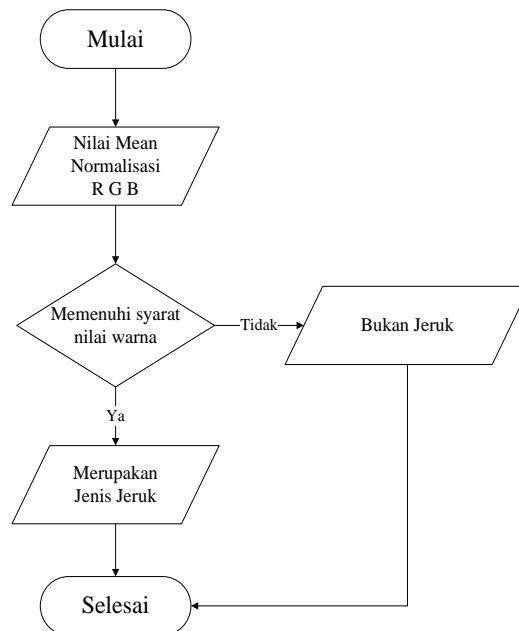 Mulai
Nilai Mean
Normalisasi
R G B
Memenuhi syarat
nilai warna
Tidak
Bukan Jeruk
Ya
Merupakan
Jenis Jeruk
Selesai